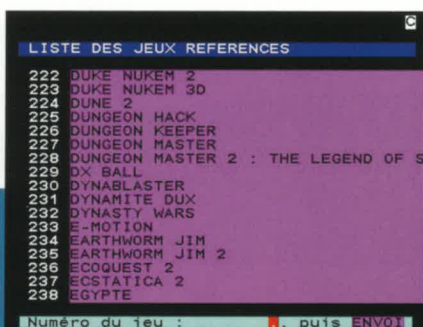 C
LISTE DES JEUX REFERENCES
222 DUKE NUKEM 2
223 DUKE NUKEM 3D
224 DUNE 2
225 DUNGEON HACK
226 DUNGEON KEEPER
227 DUNGEON MASTER
228 DUNGEON MASTER 2 : THE LEGEND OF S
229 DX BALL
230 DYNABLASTER
231 DYNAMITE DUX
232 DYNASTY WARS
233 E-MOTION
234 EARTHWORM JIM
235 EARTHWORM JIM 2
236 ECOQUEST 2
237 ECSTATICA 2
238 EGYPTE
Numéro du jeu : ........., puis ENVOI